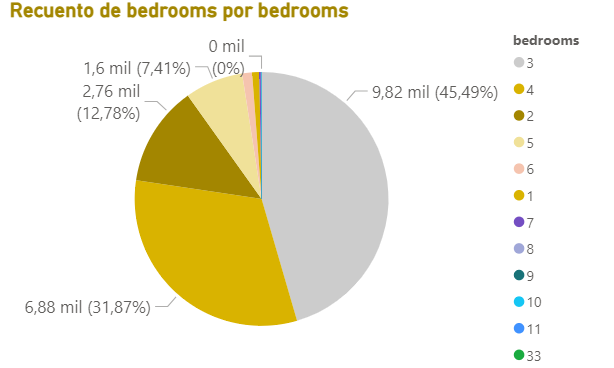 Recuento de bedrooms por bedrooms
0 mil
(0%)
1,6 mil (7,41%)
2,76 mil
(12,78%)
9,82 mil (45,49%)
6,88 mil (31,87%)
bedrooms
3
4
2
5
6
1
7
8
9
10
11
33